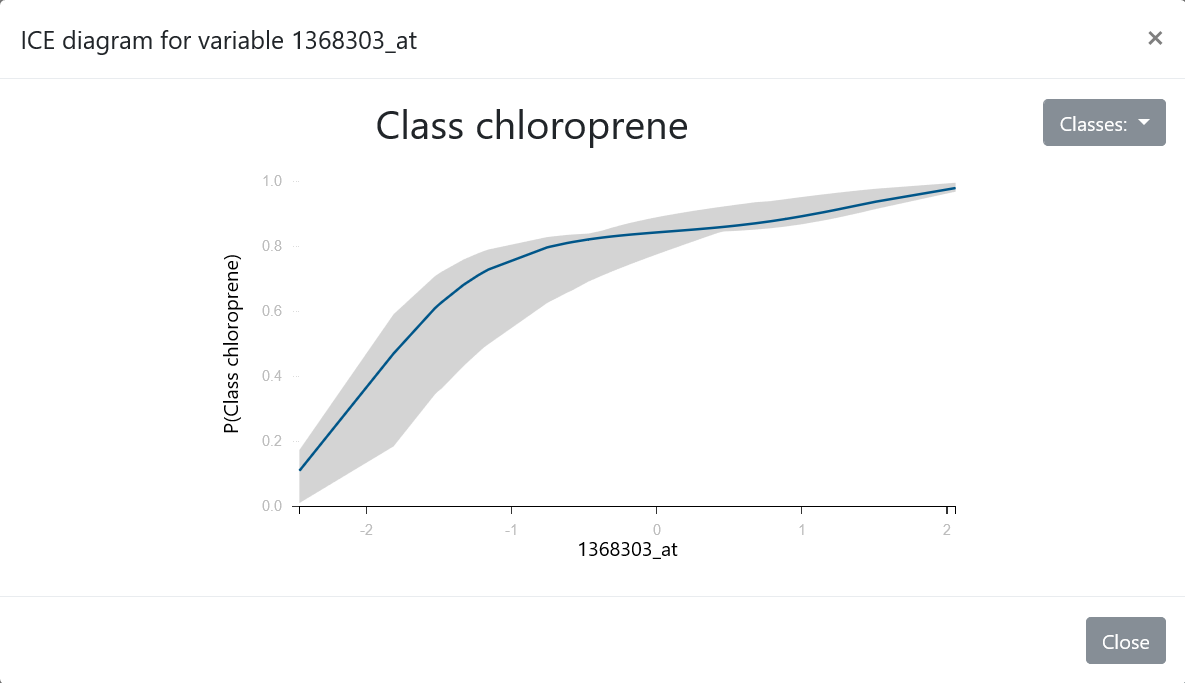 ICE diagram for variable 1368303_at
×
Class chloroprene
Classes:
P(Class chloroprene)
1.0
0.8
0.6
0.4
0.2
0.0
-2 -1 0 1 2
1368303_at
Close